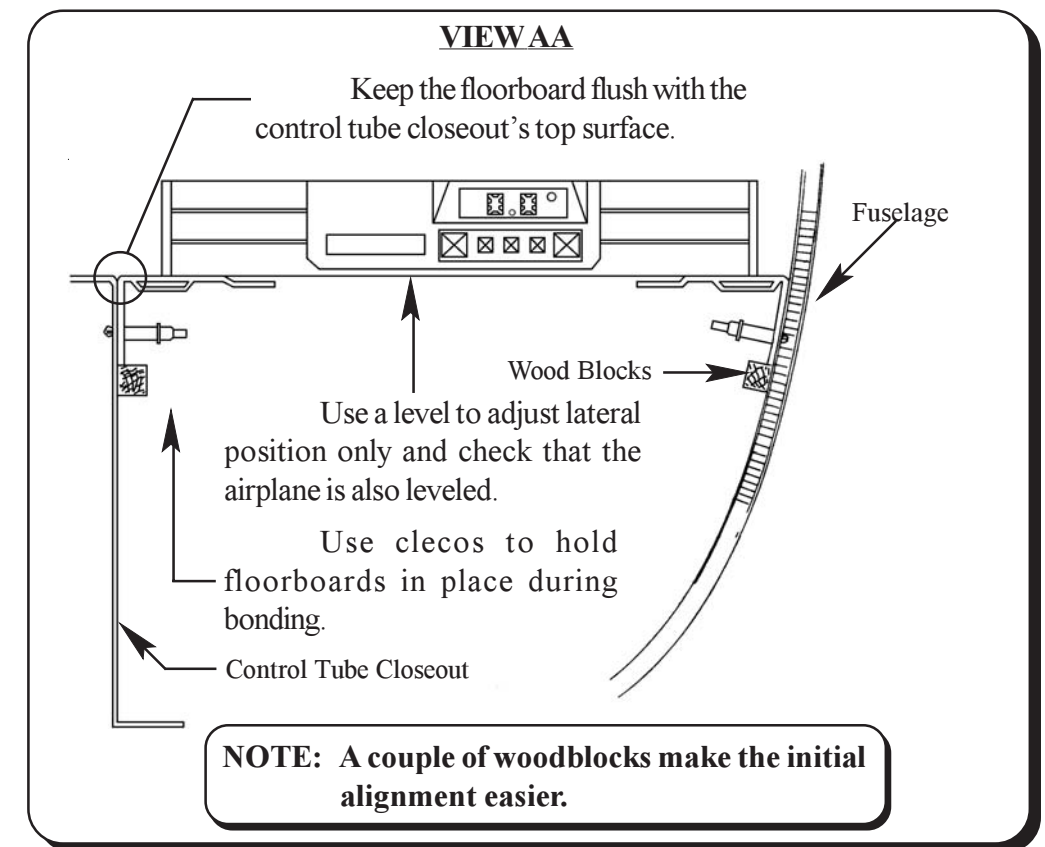 VIEW AA
Keep the floorboard flush with the
control tube closeout's top surface.
Fuselage
Wood Blocks
Use a level to adjust lateral
position only and check that the
airplane is also leveled.
Use clecos to hold
floorboards in place during
bonding.
Control Tube Closeout
NOTE: A couple of woodblocks make the initial
alignment easier.